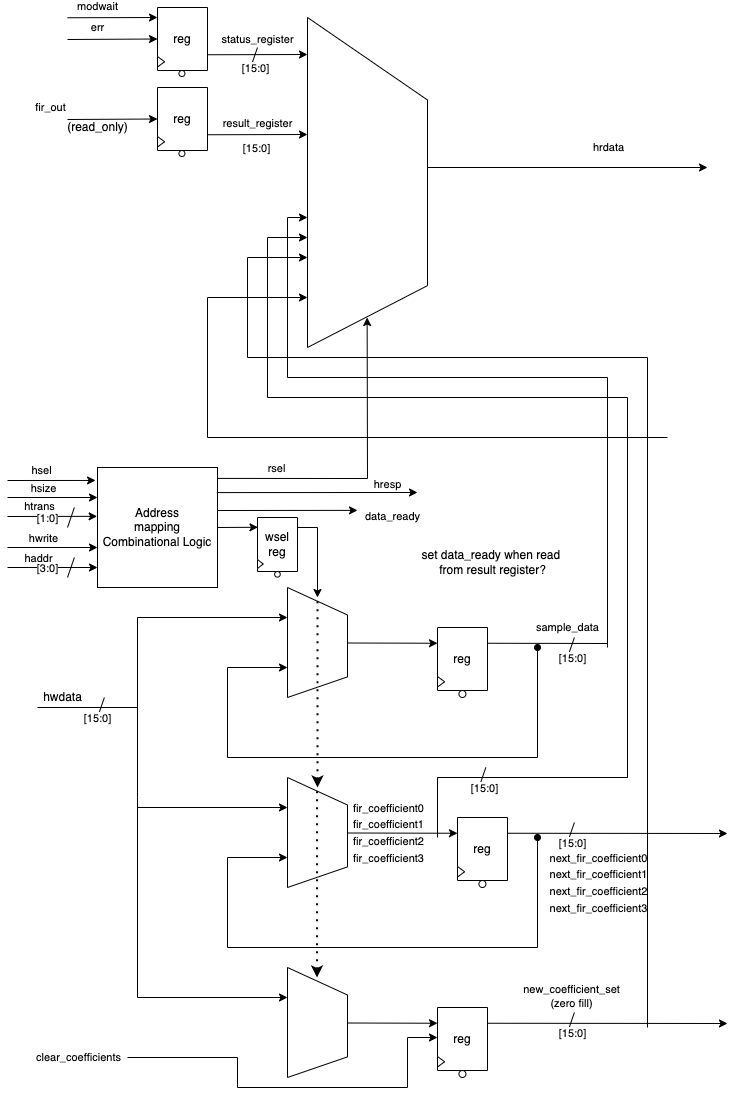 modwait
err
reg
status_register
[15:0]
fir_out
(read_only)
reg
result_register
[15:0]
hrdata
hsel
hsize
htrans
[1:0]
hwrite
haddr
[3:0]
Address
mapping
Combinational Logic
rsel
hresp
data_ready
wsel
reg
set data_ready when read
from result register?
sample_data
[15:0]
reg
hwdata
[15:0]
[15:0]
fir_coefficient0
fir_coefficient1
fir_coefficient2
fir_coefficient3
reg
[15:0]
next_fir_coefficient0
next_fir_coefficient1
next_fir_coefficient2
next_fir_coefficient3
new_coefficient_set
(zero fill)
[15:0]
reg
clear_coefficients